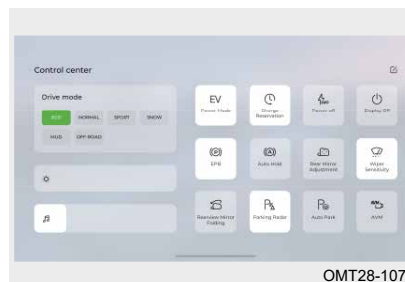 Control center
Drive mode
ECO NORMAL SPORT SNOW
MUD OFF-ROAD
EV
Power Mode
Charge
Reservation
Power off
Display Off
EPB
Auto Hold
Rear mirror
Adjustment
Wiper
Sensitivity
Rearview Mirror
Folding
Parking Radar
Auto Park
AVM
OMT28-107